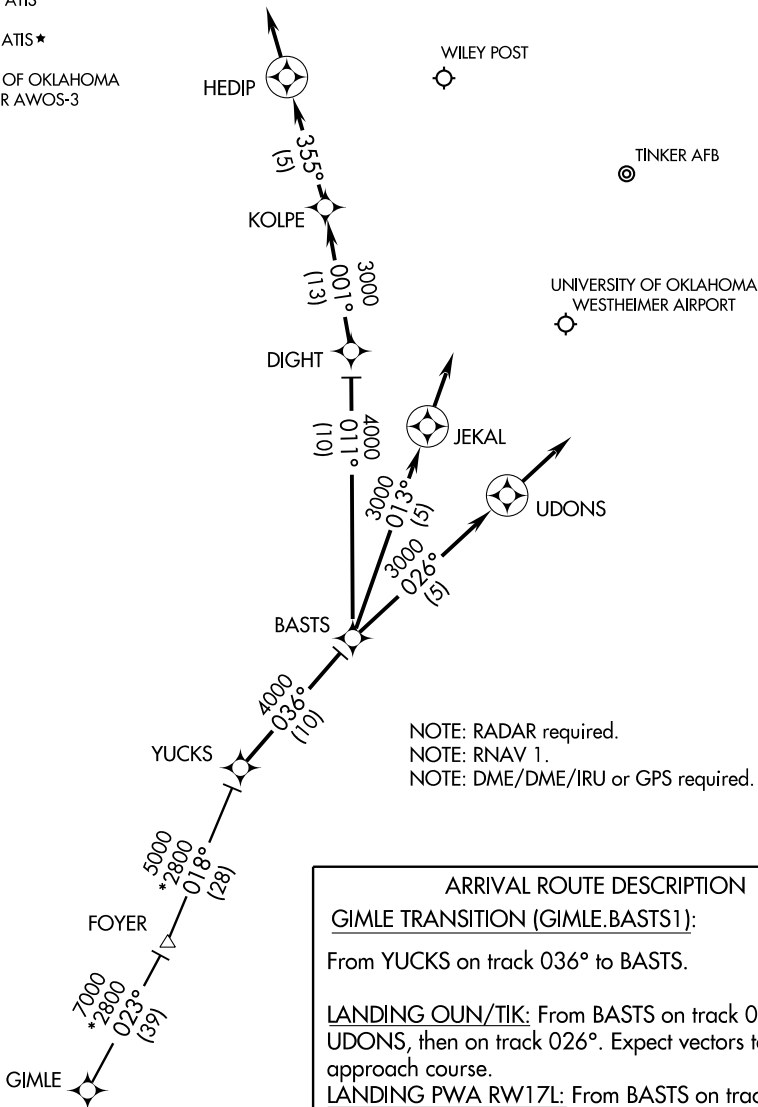 ATIS
ATIS★
OF OKLAHOMA
R AWOS-3
WILEY POST
HEDIP
TINKER AFB
355°
(5)
KOLPE
3000
001°
(13)
UNIVERSITY OF OKLAHOMA
WESTHEIMER AIRPORT
DIGHT
4000
011°
(10)
JEKAL
3000
013°
(5)
UDONS
3000
026°
(5)
BASTS
4000
036°
(10)
NOTE: RADAR required.
NOTE: RNAV 1.
NOTE: DME/DME/IRU or GPS required.
YUCKS
5000
*2800
018°
(28)
FOYER
7000
*2800
023°
(39)
GIMLE
ARRIVAL ROUTE DESCRIPTION
GIMLE TRANSITION (GIMLE.BASTS1):
From YUCKS on track 036° to BASTS.
LANDING OUN/TIK: From BASTS on track 0
UDONS, then on track 026°. Expect vectors t
approach course.
LANDING PWA RW17L: From BASTS on trac